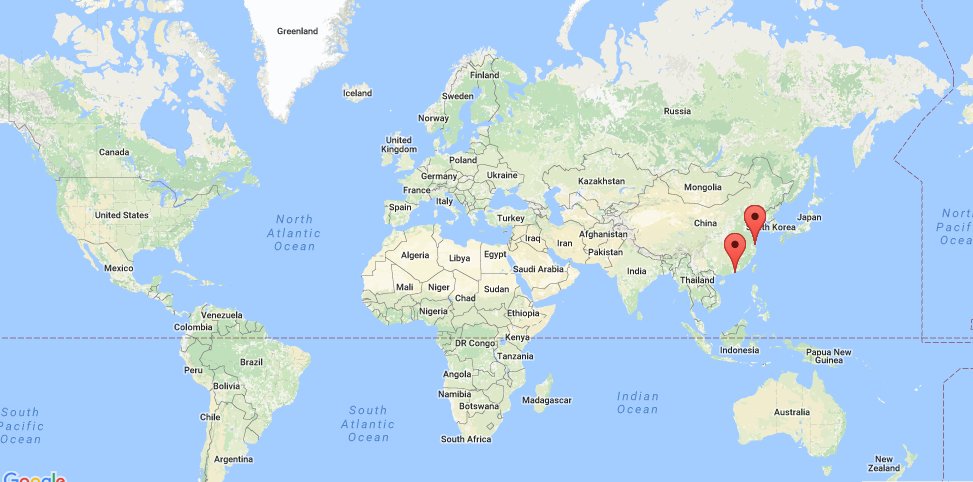 Greenland
Iceland
Finland
Sweden
Norway
Russia
United
Kingdom
Canada
Poland
Germany
Ukraine
Kazakhstan
Mongolia
France
Italy
Spain
Turkey
United States
North
Atlantic
Ocean
China
Japan
th Korea
Nort
Pacif
Ocea
Afghanistan
Iraq
Iran
Pakistan
Algeria
Libya
Egypt
Saudi Arabia
India
Mexico
Mali
Niger
Sudan
Chad
Thailand
Nigeria
Ethiopia
Venezuela
Colombia
Kenya
DR Congo
Tanzania
Indonesia
Papua New
Guinea
Brazil
Peru
Bolivia
Angola
Namibia
Botswana
Madagascar
Indian
Ocean
South
Pacific
Ocean
South
Atlantic
Ocean
Chile
Australia
South Africa
Argentina
New
Zealand
Google